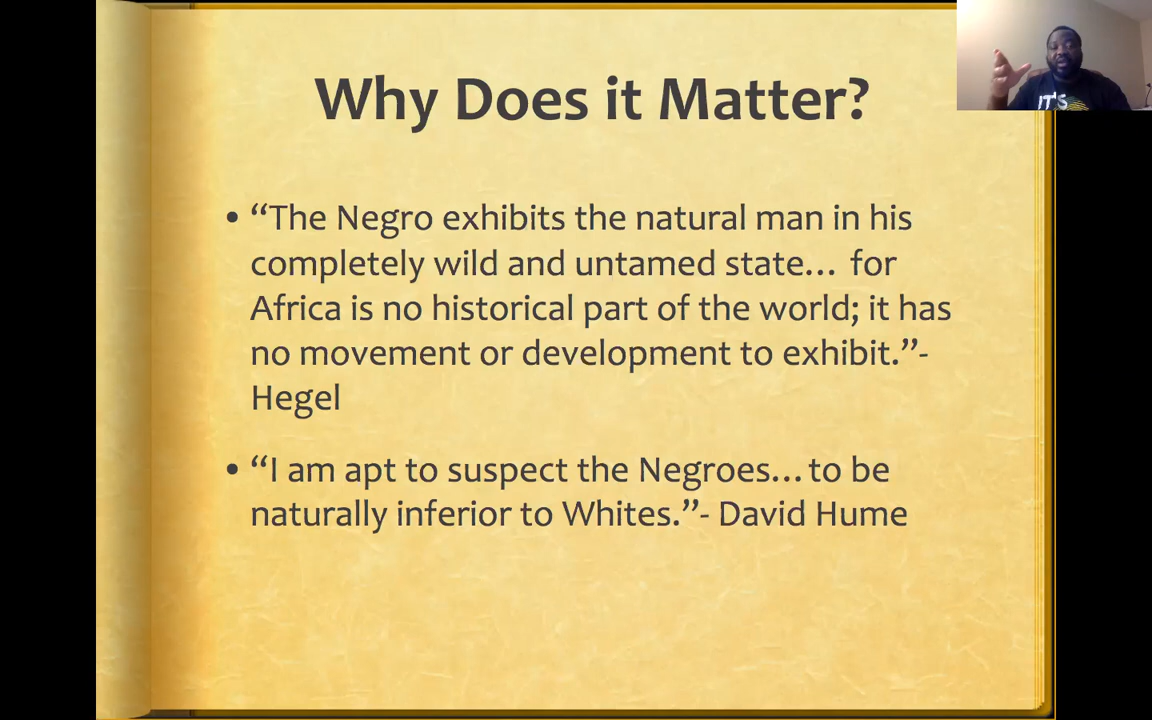 Why Does it Matter?
• “The Negro exhibits the natural man in his
completely wild and untamed state… for
Africa is no historical part of the world; it has
no movement or development to exhibit.”-
Hegel
• “I am apt to suspect the Negroes…to be
naturally inferior to Whites.”- David Hume
IT'S